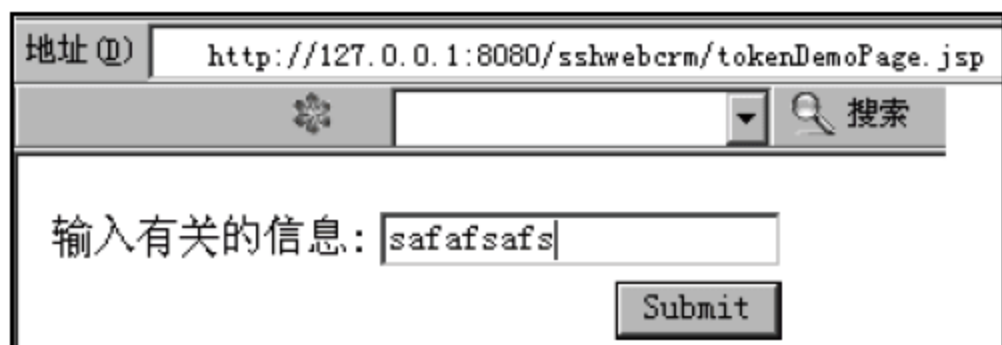 地址(D) http://127.0.0.1:8080/sshwebcrm/tokenDemoPage.jsp
搜索
输入有关的信息: safafsafs
Submit